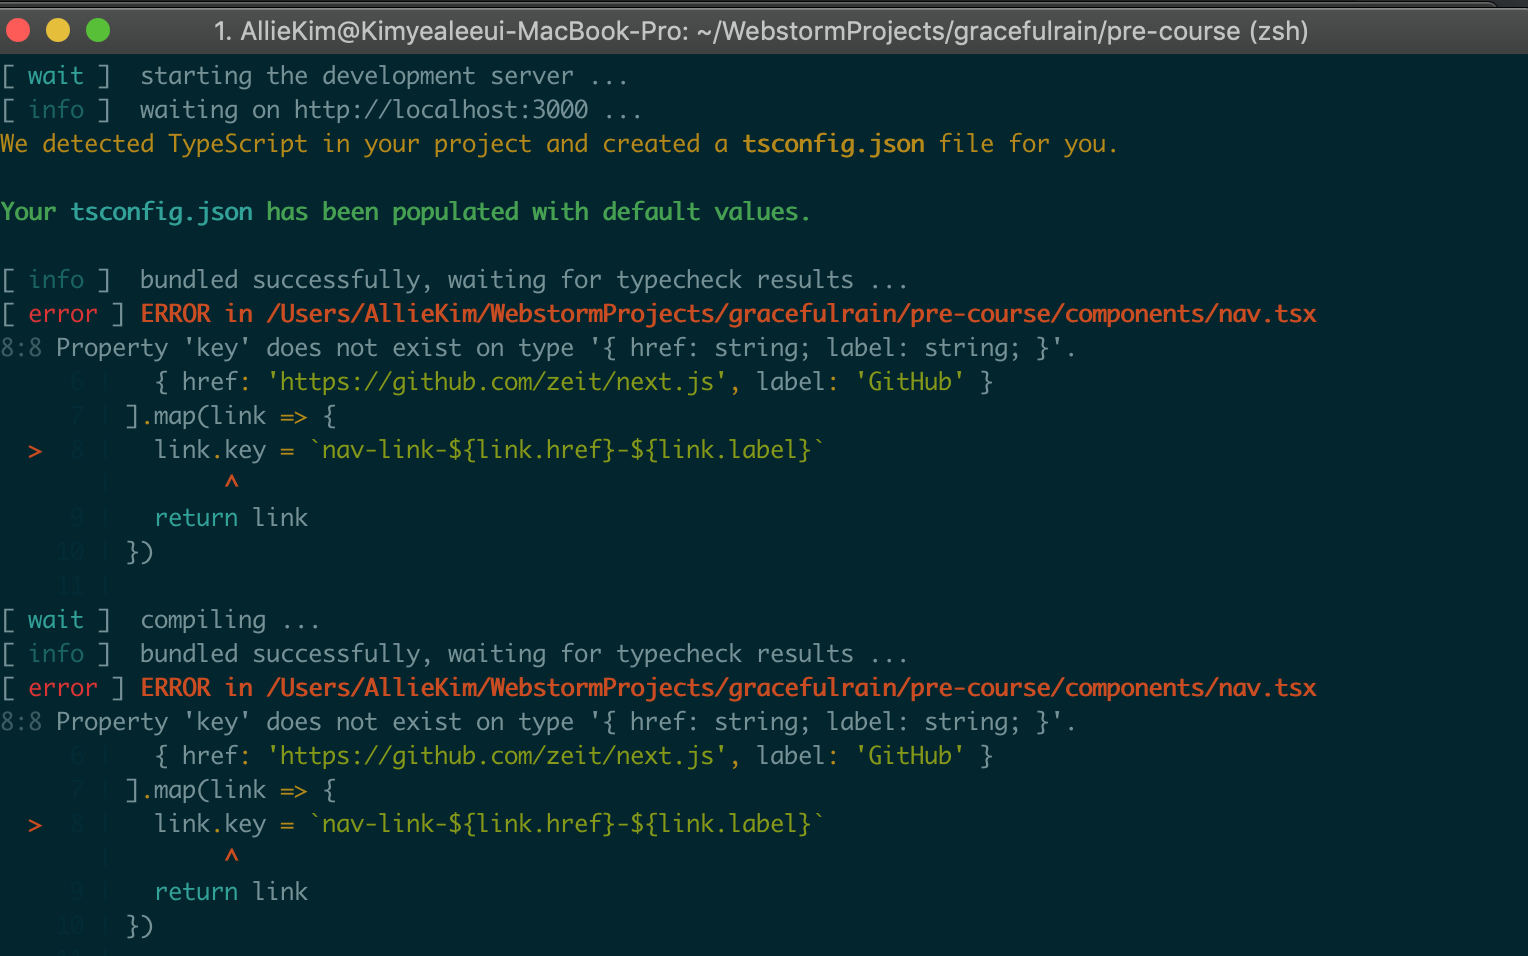 1. AllieKim@Kimyealeeui-MacBook-Pro: ~/WebstormProjects/gracefulrain/pre-course (zsh)
[ wait ]  starting the development server ...
[ info ]  waiting on http://localhost:3000 ...
We detected TypeScript in your project and created a tsconfig.json file for you.
Your tsconfig.json has been populated with default values.
[ info ]  bundled successfully, waiting for typecheck results ...
[ error ] ERROR in /Users/AllieKim/WebstormProjects/gracefulrain/pre-course/components/nav.tsx
8:8 Property 'key' does not exist on type '{ href: string; label: string; }'.
6 |   { href: 'https://github.com/zeit/next.js', label: 'GitHub' }
7 | ].map(link => {
> 8 |   link.key = `nav-link-${link.href}-${link.label}`
|        ^
9 |   return link
10 | })
11 |
[ wait ]  compiling ...
[ info ]  bundled successfully, waiting for typecheck results ...
[ error ] ERROR in /Users/AllieKim/WebstormProjects/gracefulrain/pre-course/components/nav.tsx
8:8 Property 'key' does not exist on type '{ href: string; label: string; }'.
6 |   { href: 'https://github.com/zeit/next.js', label: 'GitHub' }
7 | ].map(link => {
> 8 |   link.key = `nav-link-${link.href}-${link.label}`
|        ^
9 |   return link
10 | })